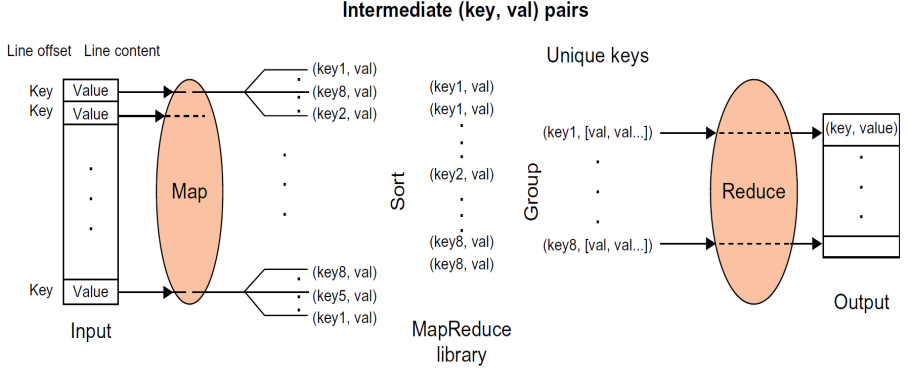 Intermediate (key, val) pairs
Line offset Line content
Key Value
Key Value
Key Value
Input
Map
(key1, val)
(key8, val)
(key2, val)
(key8, val)
(key5, val)
(key1, val)
Sort
(key1, val)
(key1, val)
(key2, val)
(key8, val)
(key8, val)
MapReduce
library
Group
Unique keys
(key1, [val, val...])
(key8, [val, val...])
Reduce
(key, value)
Output